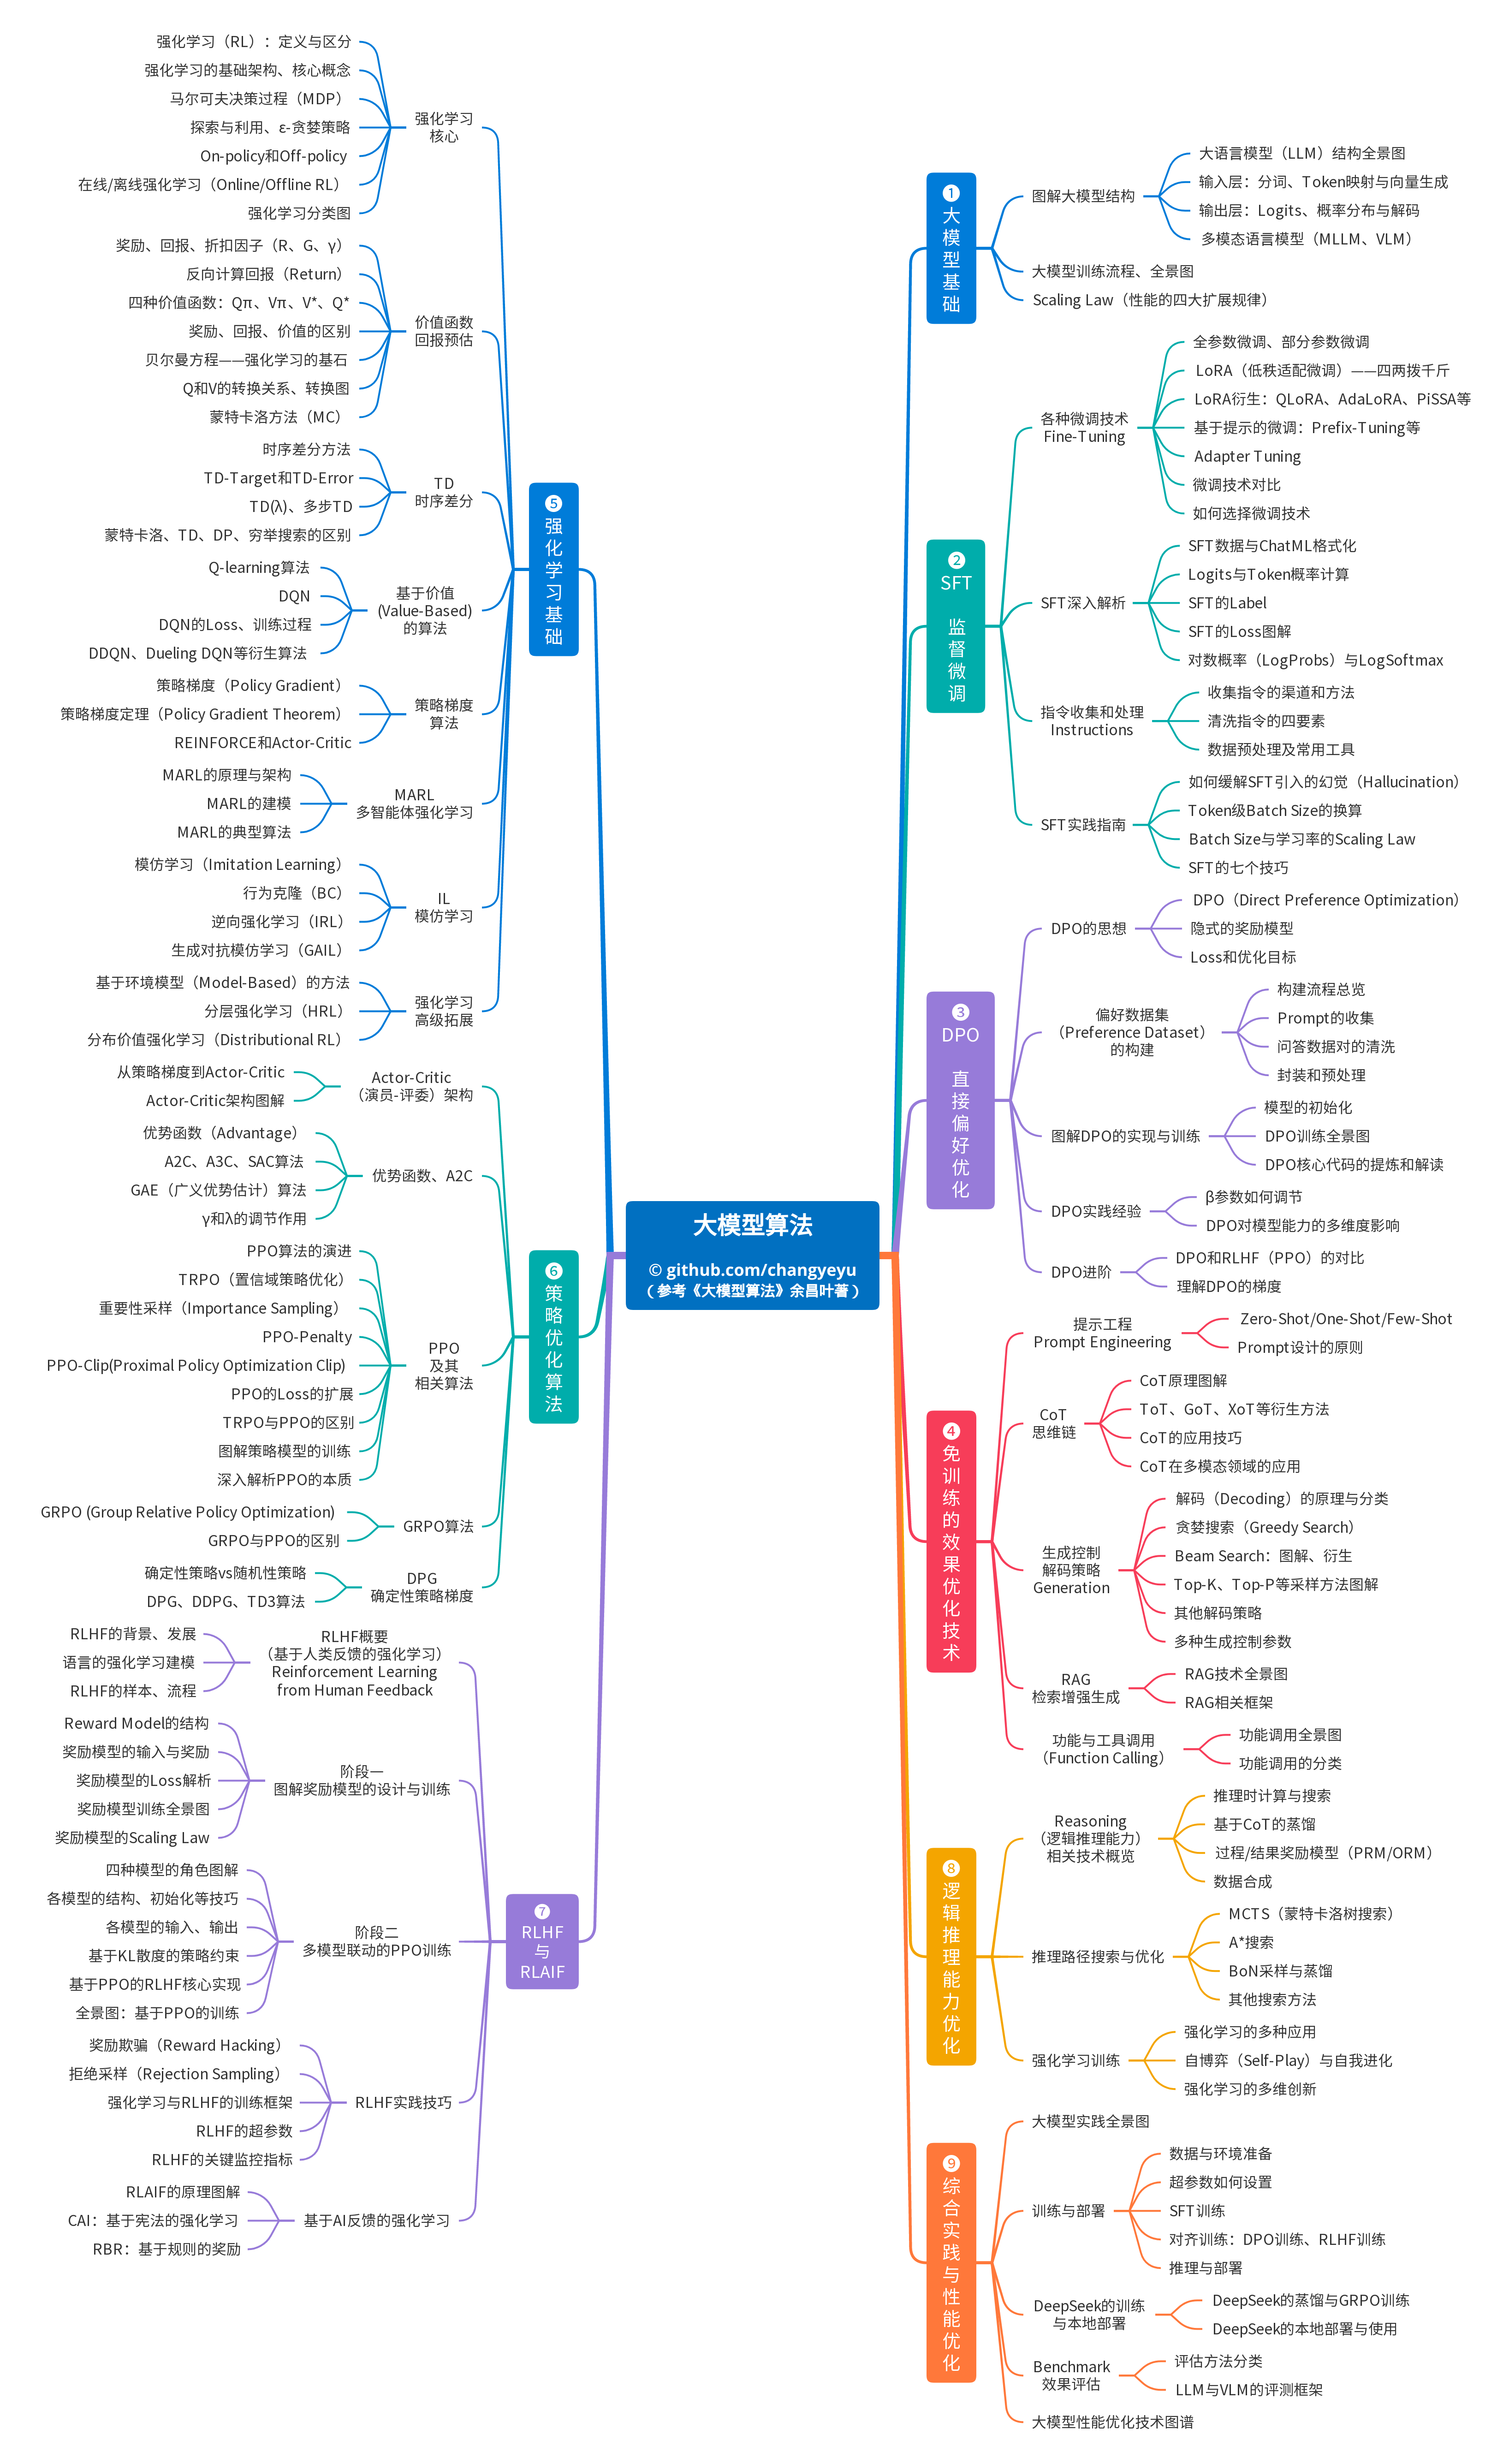 大模型算法
© github.com/changyeyu
（参考《大模型算法》余昌叶著）
❶
大模型基础
图解大模型结构
大语言模型（LLM）结构全景图
输入层：分词、Token映射与向量生成
输出层：Logits、概率分布与解码
多模态语言模型（MLLM、VLM）
大模型训练流程、全景图
Scaling Law（性能的四大扩展规律）
❷
SFT
监督微调
各种微调技术
Fine-Tuning
全参数微调、部分参数微调
LoRA（低秩适配微调）——四两拨千斤
LoRA衍生：QLoRA、AdaLoRA、PiSSA等
基于提示的微调：Prefix-Tuning等
Adapter Tuning
微调技术对比
如何选择微调技术
SFT深入解析
SFT数据与ChatML格式化
Logits与Token概率计算
SFT的Label
SFT的Loss图解
对数概率（LogProbs）与LogSoftmax
指令收集和处理
Instructions
收集指令的渠道和方法
清洗指令的四要素
数据预处理及常用工具
SFT实践指南
如何缓解SFT引入的幻觉（Hallucination）
Token级Batch Size的换算
Batch Size与学习率的Scaling Law
SFT的七个技巧
❸
DPO
直接偏好优化
DPO的思想
DPO（Direct Preference Optimization）
隐式的奖励模型
Loss和优化目标
偏好数据集
（Preference Dataset）
的构建
构建流程总览
Prompt的收集
问答数据对的清洗
封装和预处理
图解DPO的实现与训练
模型的初始化
DPO训练全景图
DPO核心代码的提炼和解读
DPO实践经验
β参数如何调节
DPO对模型能力的多维度影响
DPO进阶
DPO和RLHF（PPO）的对比
理解DPO的梯度
❹
免训练的效果优化技术
提示工程
Prompt Engineering
Zero-Shot/One-Shot/Few-Shot
Prompt设计的原则
CoT
思维链
CoT原理图解
ToT、GoT、XoT等衍生方法
CoT的应用技巧
CoT在多模态领域的应用
生成控制
解码策略
Generation
解码（Decoding）的原理与分类
贪婪搜索（Greedy Search）
Beam Search：图解、衍生
Top-K、Top-P等采样方法图解
其他解码策略
多种生成控制参数
RAG
检索增强生成
RAG技术全景图
RAG相关框架
功能与工具调用
（Function Calling）
功能调用全景图
功能调用的分类
❺
强化学习基础
强化学习
核心
强化学习（RL）：定义与区分
强化学习的基础架构、核心概念
马尔可夫决策过程（MDP）
探索与利用、ε-贪婪策略
On-policy和Off-policy
在线/离线强化学习（Online/Offline RL）
强化学习分类图
价值函数
回报预估
奖励、回报、折扣因子（R、G、γ）
反向计算回报（Return）
四种价值函数：Qπ、Vπ、V*、Q*
奖励、回报、价值的区别
贝尔曼方程——强化学习的基石
Q和V的转换关系、转换图
蒙特卡洛方法（MC）
TD
时序差分
时序差分方法
TD-Target和TD-Error
TD(λ)、多步TD
蒙特卡洛、TD、DP、穷举搜索的区别
基于价值
(Value-Based)
的算法
Q-learning算法
DQN
DQN的Loss、训练过程
DDQN、Dueling DQN等衍生算法
策略梯度
算法
策略梯度（Policy Gradient）
策略梯度定理（Policy Gradient Theorem）
REINFORCE和Actor-Critic
MARL
多智能体强化学习
MARL的原理与架构
MARL的建模
MARL的典型算法
IL
模仿学习
模仿学习（Imitation Learning）
行为克隆（BC）
逆向强化学习（IRL）
生成对抗模仿学习（GAIL）
强化学习
高级拓展
基于环境模型（Model-Based）的方法
分层强化学习（HRL）
分布价值强化学习（Distributional RL）
❻
策略优化算法
Actor-Critic
（演员-评委）架构
从策略梯度到Actor-Critic
Actor-Critic架构图解
优势函数、A2C
优势函数（Advantage）
A2C、A3C、SAC算法
GAE（广义优势估计）算法
γ和λ的调节作用
PPO
及其
相关算法
PPO算法的演进
TRPO（置信域策略优化）
重要性采样（Importance Sampling）
PPO-Penalty
PPO-Clip(Proximal Policy Optimization Clip)
PPO的Loss的扩展
TRPO与PPO的区别
图解策略模型的训练
深入解析PPO的本质
GRPO算法
GRPO (Group Relative Policy Optimization)
GRPO与PPO的区别
DPG
确定性策略梯度
确定性策略vs随机性策略
DPG、DDPG、TD3算法
❼
RLHF
与
RLAIF
RLHF概要
（基于人类反馈的强化学习）
Reinforcement Learning
from Human Feedback
RLHF的背景、发展
语言的强化学习建模
RLHF的样本、流程
阶段一
图解奖励模型的设计与训练
Reward Model的结构
奖励模型的输入与奖励
奖励模型的Loss解析
奖励模型训练全景图
奖励模型的Scaling Law
阶段二
多模型联动的PPO训练
四种模型的角色图解
各模型的结构、初始化等技巧
各模型的输入、输出
基于KL散度的策略约束
基于PPO的RLHF核心实现
全景图：基于PPO的训练
RLHF实践技巧
奖励欺骗（Reward Hacking）
拒绝采样（Rejection Sampling）
强化学习与RLHF的训练框架
RLHF的超参数
RLHF的关键监控指标
基于AI反馈的强化学习
RLAIF的原理图解
CAI：基于宪法的强化学习
RBR：基于规则的奖励
❽
逻辑推理能力优化
Reasoning
（逻辑推理能力）
相关技术概览
推理时计算与搜索
基于CoT的蒸馏
过程/结果奖励模型（PRM/ORM）
数据合成
推理路径搜索与优化
MCTS（蒙特卡洛树搜索）
A*搜索
BoN采样与蒸馏
其他搜索方法
强化学习训练
强化学习的多种应用
自博弈（Self-Play）与自我进化
强化学习的多维创新
❾
综合实践与性能优化
大模型实践全景图
训练与部署
数据与环境准备
超参数如何设置
SFT训练
对齐训练：DPO训练、RLHF训练
推理与部署
DeepSeek的训练
与本地部署
DeepSeek的蒸馏与GRPO训练
DeepSeek的本地部署与使用
Benchmark
效果评估
评估方法分类
LLM与VLM的评测框架
大模型性能优化技术图谱